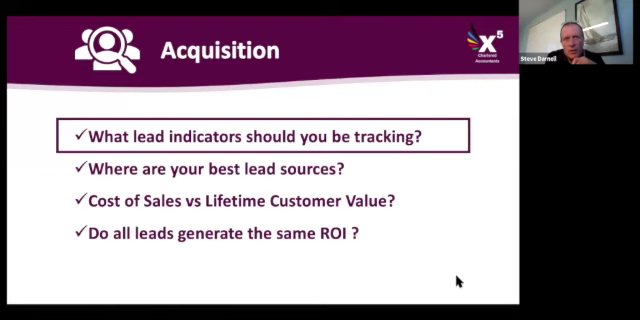 Acquisition
x5
Chartered
Accountants
Steve Darnell
✓What lead indicators should you be tracking?
✓Where are your best lead sources?
✓Cost of Sales vs Lifetime Customer Value?
✓Do all leads generate the same ROI ?